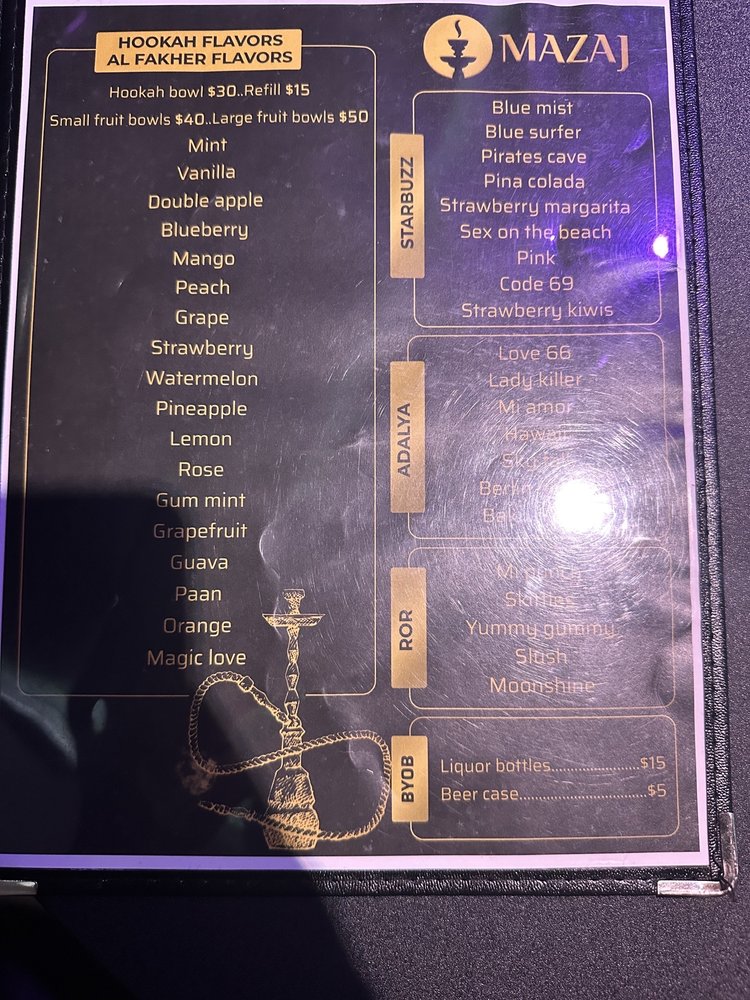 HOOKAH FLAVORS
AL FAKHER FLAVORS
Hookah bowl $30..Refill $15
Small fruit bowls $40..Large fruit bowls $50
Mint
Vanilla
Double apple
Blueberry
Mango
Peach
Grape
Strawberry
Watermelon
Pineapple
Lemon
Rose
Gum mint
Grapefruit
Guava
Paan
Orange
Magic love
MAZAJ
STARBUZZ
Blue mist
Blue surfer
Pirates cave
Pina colada
Strawberry margarita
Sex on the beach
Pink
Code 69
Strawberry kiwis
ADALYA
Love 66
Lady killer
Mi amor
Hawaii
ROR
Skittles
Yummy gummy
Slush
Moonshine
BYOB
Liquor bottles......................$15
Beer case.........................$5